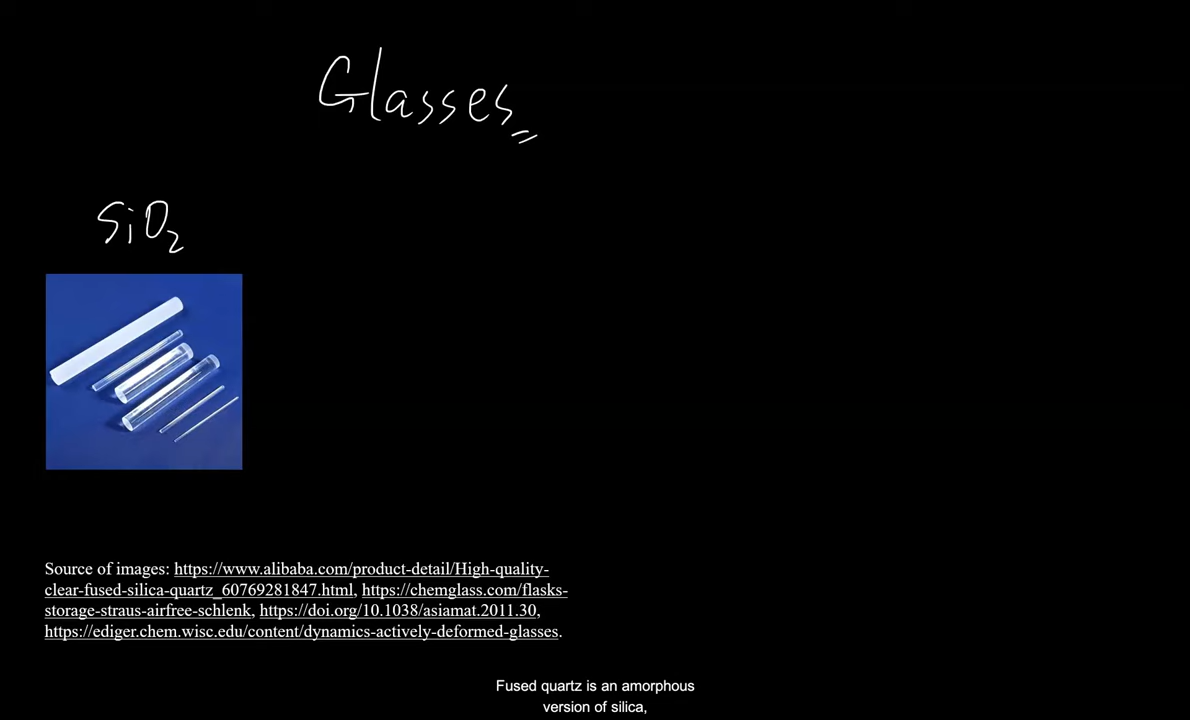 Glasses
SiO2
Source of images: https://www.alibaba.com/product-detail/High-quality-
clear-fused-silica-quartz_60769281847.html, https://chemglass.com/flasks-
storage-straus-airfree-schlenk, https://doi.org/10.1038/asiamat.2011.30,
https://ediger.chem.wisc.edu/content/dynamics-actively-deformed-glasses.
Fused quartz is an amorphous
version of silica,